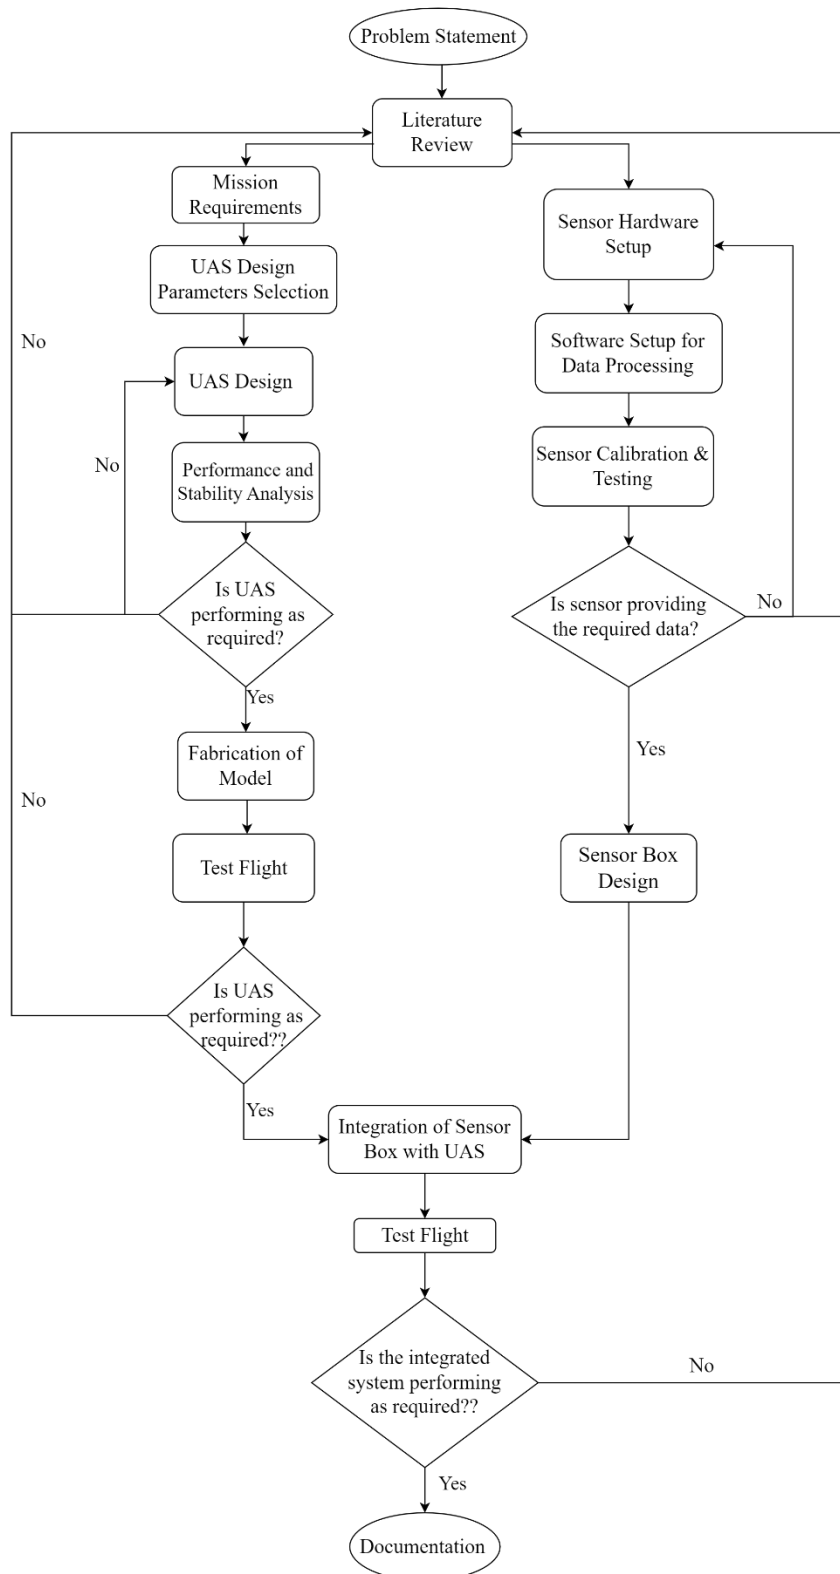 Problem Statement
Literature
Review
Mission
Requirements
UAS Design
Parameters Selection
No
UAS Design
No
Performance and
Stability Analysis
Is UAS
performing as
required?
Yes
Fabrication of
Model
No
Test Flight
Is UAS
performing as
required??
Yes
Sensor Hardware
Setup
Software Setup for
Data Processing
Sensor Calibration &
Testing
Is sensor providing
the required data?
No
Yes
Sensor Box
Design
Integration of Sensor
Box with UAS
Test Flight
Is the integrated
system performing
as required??
No
Yes
Documentation